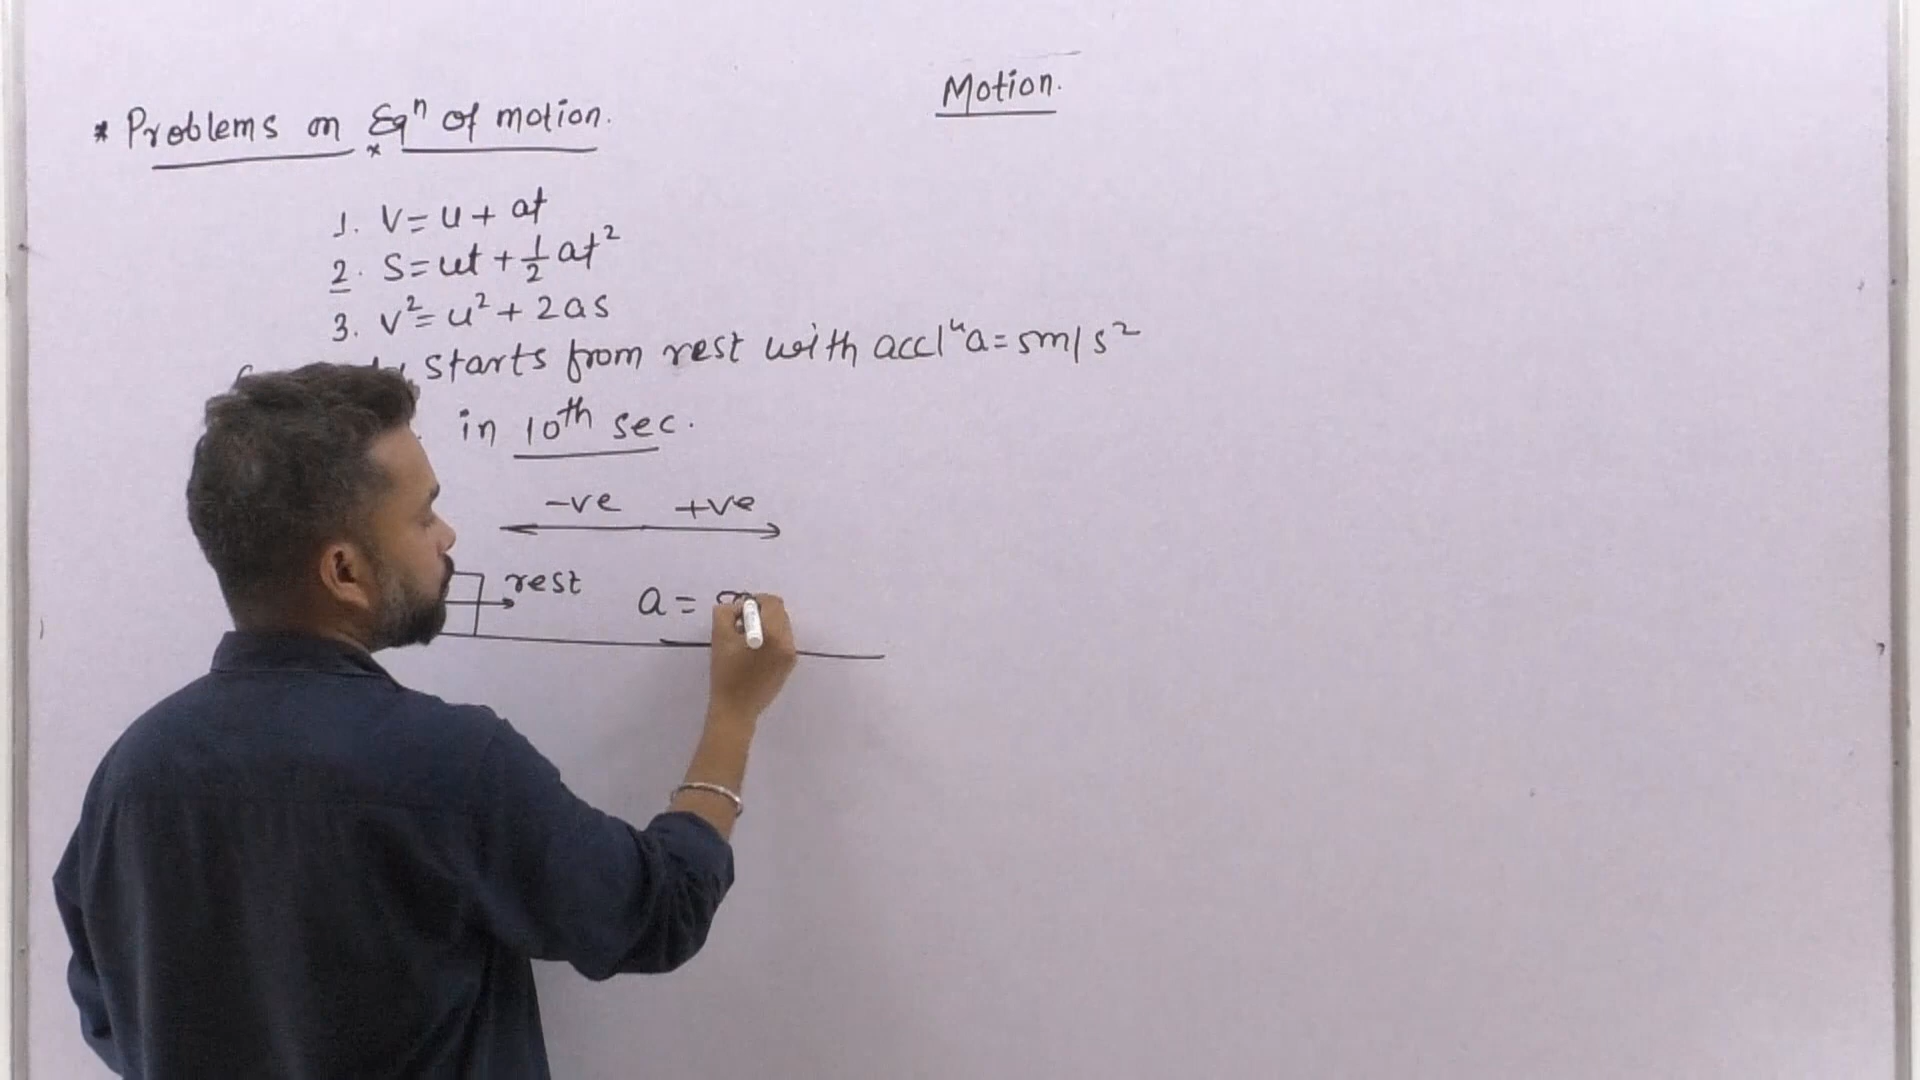 Motion.
* Problems on Eqⁿ of motion.
1. V = u + at
2. S = ut + 1/2 at²
3. V² = u² + 2as
starts from rest with acclⁿ a = 5m/s²
in 10th sec.
-ve +ve
rest a =